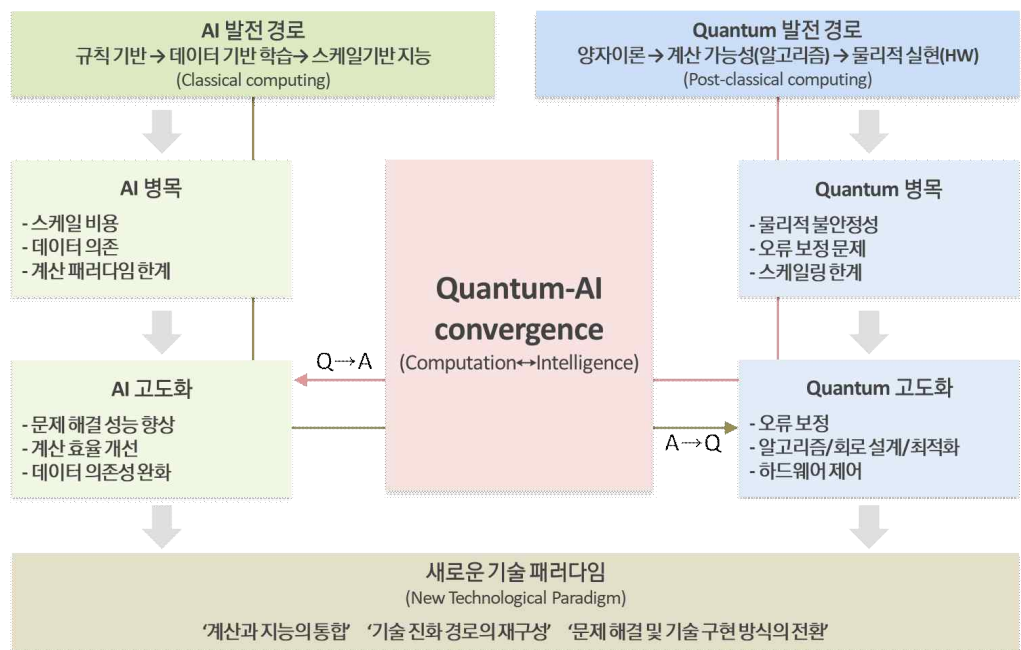 AI 발전 경로
규칙 기반 → 데이터 기반 학습 → 스케일기반 지능
(Classical computing)
Quantum 발전 경로
양자이론 → 계산 가능성(알고리즘) → 물리적 실현(HW)
(Post-classical computing)
AI 병목
- 스케일 비용
- 데이터 의존
- 계산 패러다임 한계
Quantum-AI
convergence
(Computation↔Intelligence)
Quantum 병목
- 물리적 불안정성
- 오류 보정 문제
- 스케일링 한계
Q→A
A→Q
AI 고도화
- 문제 해결 성능 향상
- 계산 효율 개선
- 데이터 의존성 완화
Quantum 고도화
- 오류 보정
- 알고리즘/회로 설계/최적화
- 하드웨어 제어
새로운 기술 패러다임
(New Technological Paradigm)
‘계산과 지능의 통합’ ‘기술 진화 경로의 재구성’ ‘문제 해결 및 기술 구현 방식의 전환’